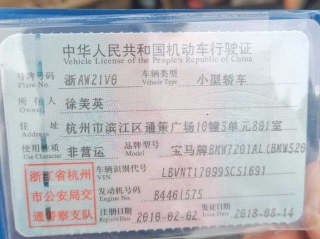 中华人民共和国机动车行驶证
Vehicle License of the People's Republic of China
号牌号码 浙AW21V0 车辆类型 小型轿车
Plate No. Vehicle Type
所有人 徐美英
Owner
住址 杭州市滨江区通策广场10幢3单元801室
Address
使用性质 非营运 品牌型号 宝马牌BKW7201AL(BKW520
Use Character Model
浙江省杭州 车辆识别代号 LBVNT17099SC51691
VIN
市公安局交 发动机号码 B4461575
Engine No.
通警察支队 注册日期 2010-02-02 发证日期 2018-08-14
Register Date Issue Date